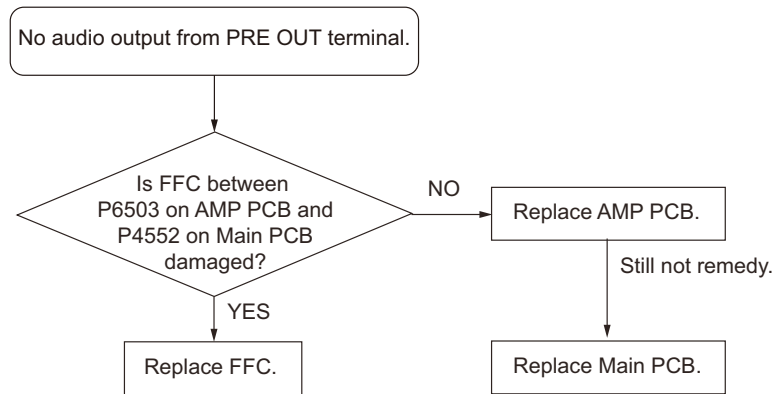 No audio output from PRE OUT terminal.
Is FFC between
P6503 on AMP PCB and
P4552 on Main PCB
damaged?
NO
Replace AMP PCB.
Still not remedy.
YES
Replace FFC.
Replace Main PCB.